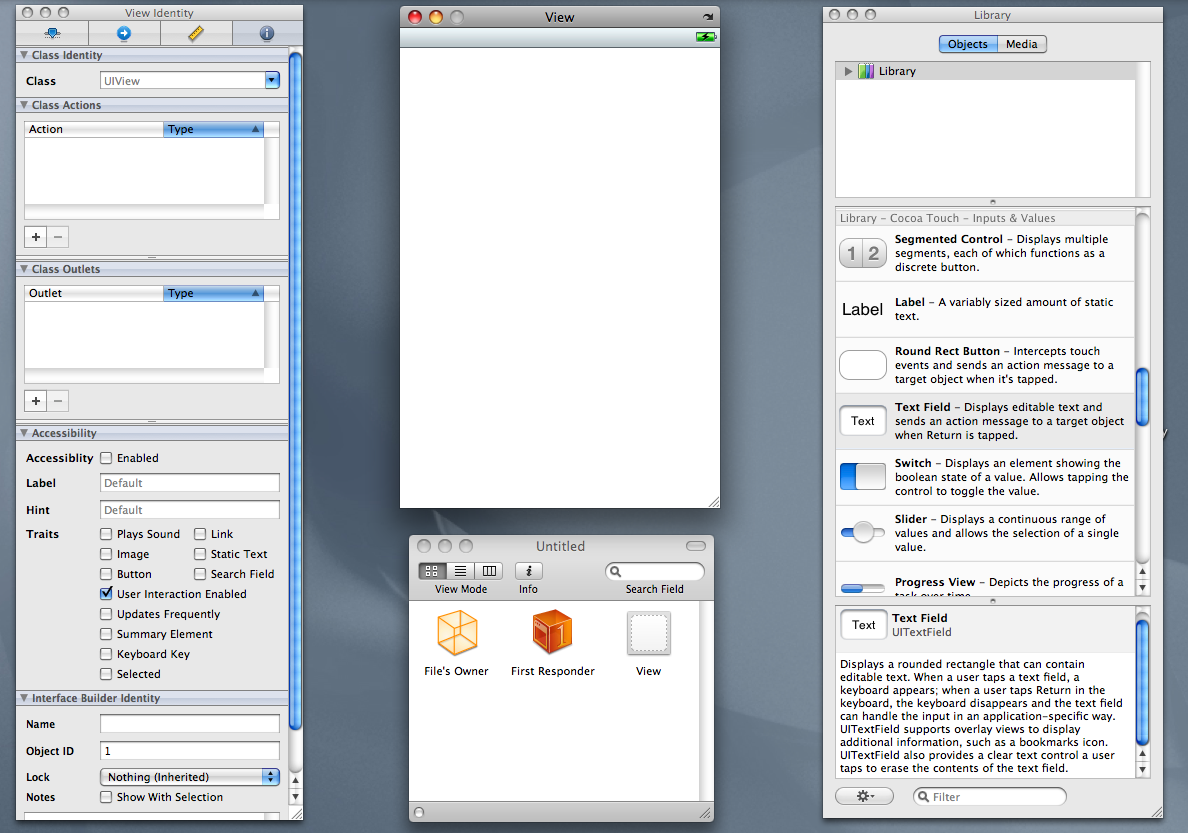 View Identity
Class Identity
Class
UIView
Class Actions
Action Type
Class Outlets
Outlet Type
Accessibility
Accessiblity Enabled
Label Default
Hint Default
Traits Plays Sound Link
Image Static Text
Button Search Field
User Interaction Enabled
Updates Frequently
Summary Element
Keyboard Key
Selected
Interface Builder Identity
Name
Object ID 1
Lock Nothing (Inherited)
Notes Show With Selection
View
Untitled
View Mode Info Search Field
File's Owner First Responder View
Library
Objects Media
Library
Library – Cocoa Touch – Inputs & Values
1 2
Segmented Control – Displays multiple
segments, each of which functions as a
discrete button.
Label
Label – A variably sized amount of static
text.
Round Rect Button – Intercepts touch
events and sends an action message to a
target object when it's tapped.
Text
Text Field – Displays editable text and
sends an action message to a target object
when Return is tapped.
Switch – Displays an element showing the
boolean state of a value. Allows tapping the
control to toggle the value.
Slider – Displays a continuous range of
values and allows the selection of a single
value.
Progress View – Depicts the progress of a
task over time.
Text
Text Field
UITextField
Displays a rounded rectangle that can contain
editable text. When a user taps a text field, a
keyboard appears; when a user taps Return in the
keyboard, the keyboard disappears and the text field
can handle the input in an application-specific way.
UITextField supports overlay views to display
additional information, such as a bookmarks icon.
UITextField also provides a clear text control a user
taps to erase the contents of the text field.
Filter